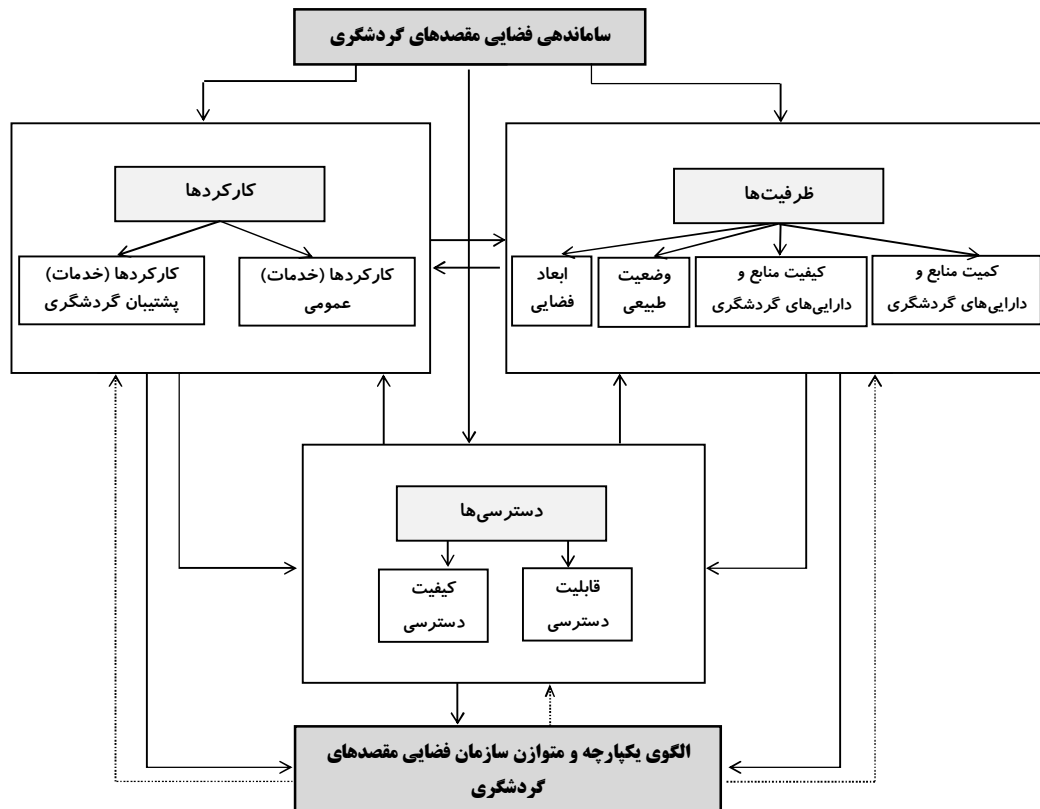 ساماندهی فضایی مقصدهای گردشگری
ظرفیت‌ها
کمیت منابع و
دارایی‌های گردشگری
کیفیت منابع و
دارایی‌های گردشگری
وضعیت
طبیعی
ابعاد
فضایی
کارکردها
کارکردها (خدمات)
عمومی
کارکردها (خدمات)
پشتیبان گردشگری
دسترسی‌ها
قابلیت
دسترسی
کیفیت
دسترسی
الگوی یکپارچه و متوازن سازمان فضایی مقصدهای
گردشگری